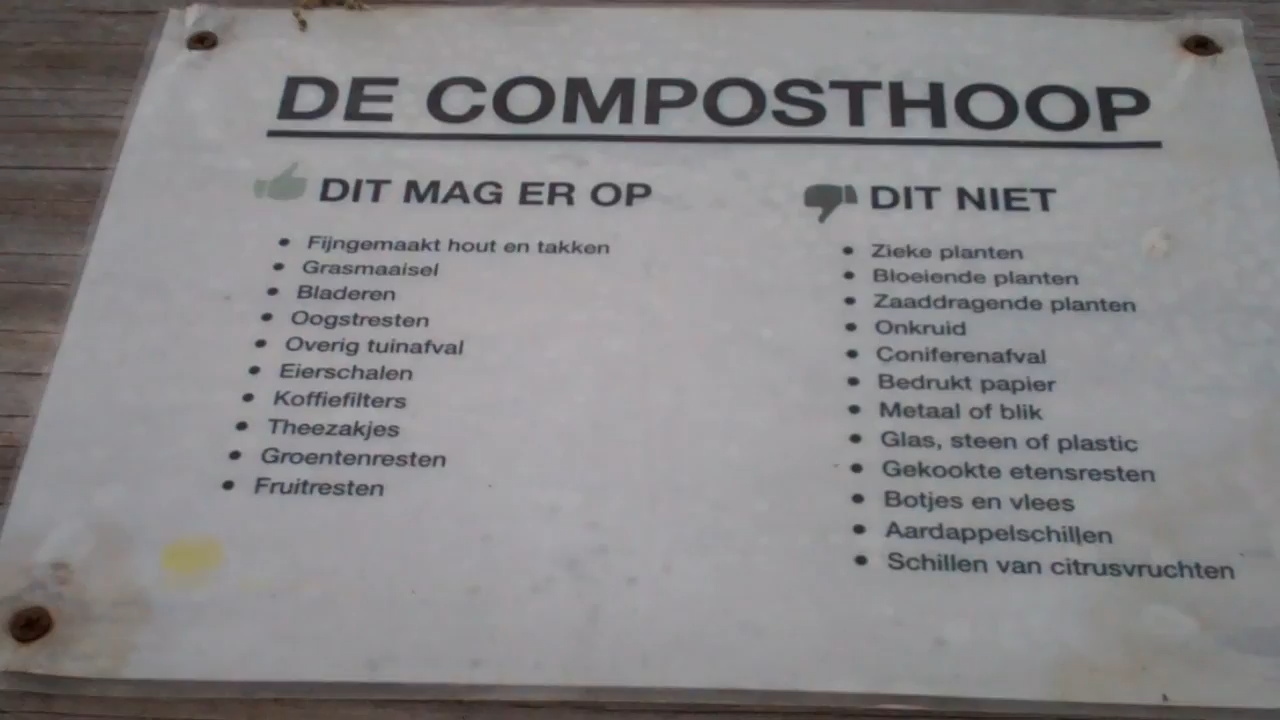 DE COMPOSTHOOP
DIT MAG ER OP
Fijngemaakt hout en takken
Grasmaaisel
Bladeren
Oogstresten
Overig tuinafval
Eierschalen
Koffiefilters
Theezakjes
Groentenresten
Fruitresten
DIT NIET
Zieke planten
Bloeiende planten
Zaaddragende planten
Onkruid
Coniferenafval
Bedrukt papier
Metaal of blik
Glas, steen of plastic
Gekookte etensresten
Botjes en vlees
Aardappelschillen
Schillen van citrusvruchten